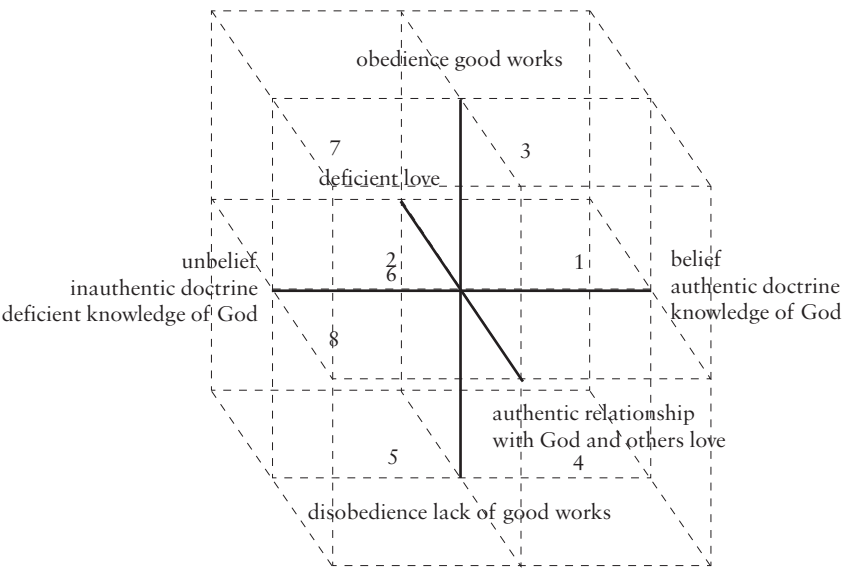 obedience good works
7
3
deficient love
unbelief
inauthentic doctrine
deficient knowledge of God
2
6
1
belief
authentic doctrine
knowledge of God
8
authentic relationship
with God and others love
5
4
disobedience lack of good works